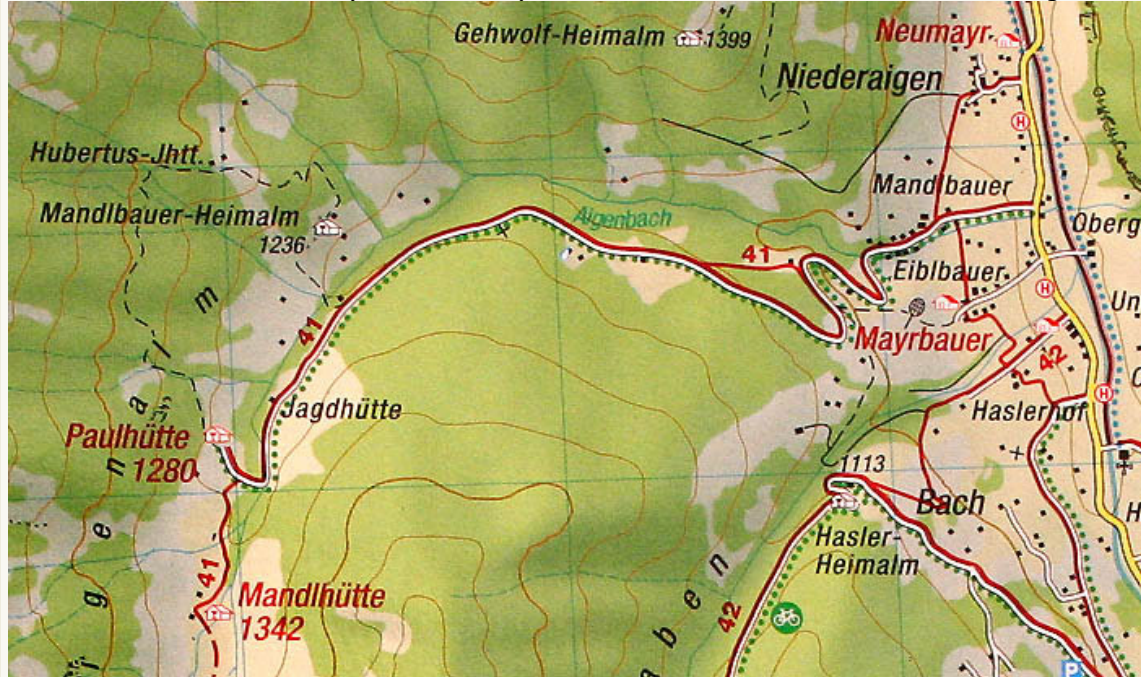 Gehwolf-Heimalm 1399
Neumayr
Niederaigen
H
Hubertus-Jhtt.
Mandlbauer
Mandlbauer-Heimalm
1236
Aigenbach
Oberg
41
Eiblbauer
H
Un
41
Mayrbauer
42
Jagdhütte
H
Haslerhof
Paulhütte
1280
1113
Bach
H
Hasler-
Heimalm
41
Mandlhütte
1342
42
P
i g e n a l m
a b e n